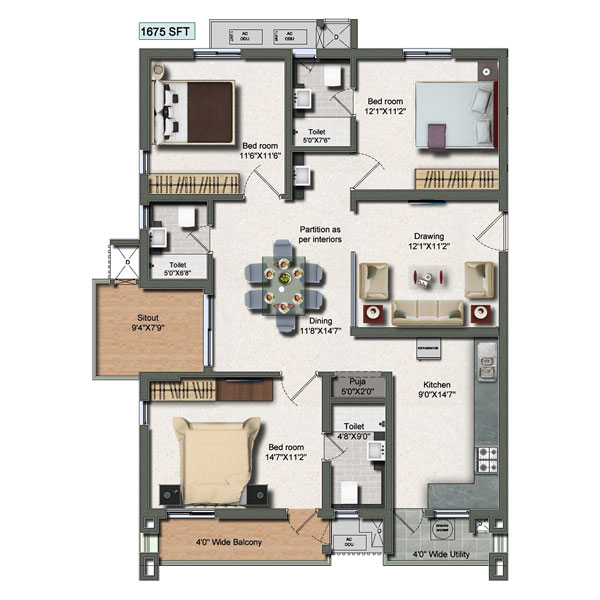 1675 SFT
AC
ODU
AC
ODU
D
Bed room
12'1"X11'2"
Toilet
5'0"X7'6"
Bed room
11'6"X11'6"
Partition as
per interiors
Drawing
12'1"X11'2"
Toilet
5'0"X6'8"
D
Sitout
9'4"X7'9"
Dining
11'8"X14'7"
Kitchen
9'0"X14'7"
Puja
5'0"X2'0"
Toilet
4'8"X9'0"
Bed room
14'7"X11'2"
4'0" Wide Balcony
AC
ODU
D
4'0" Wide Utility